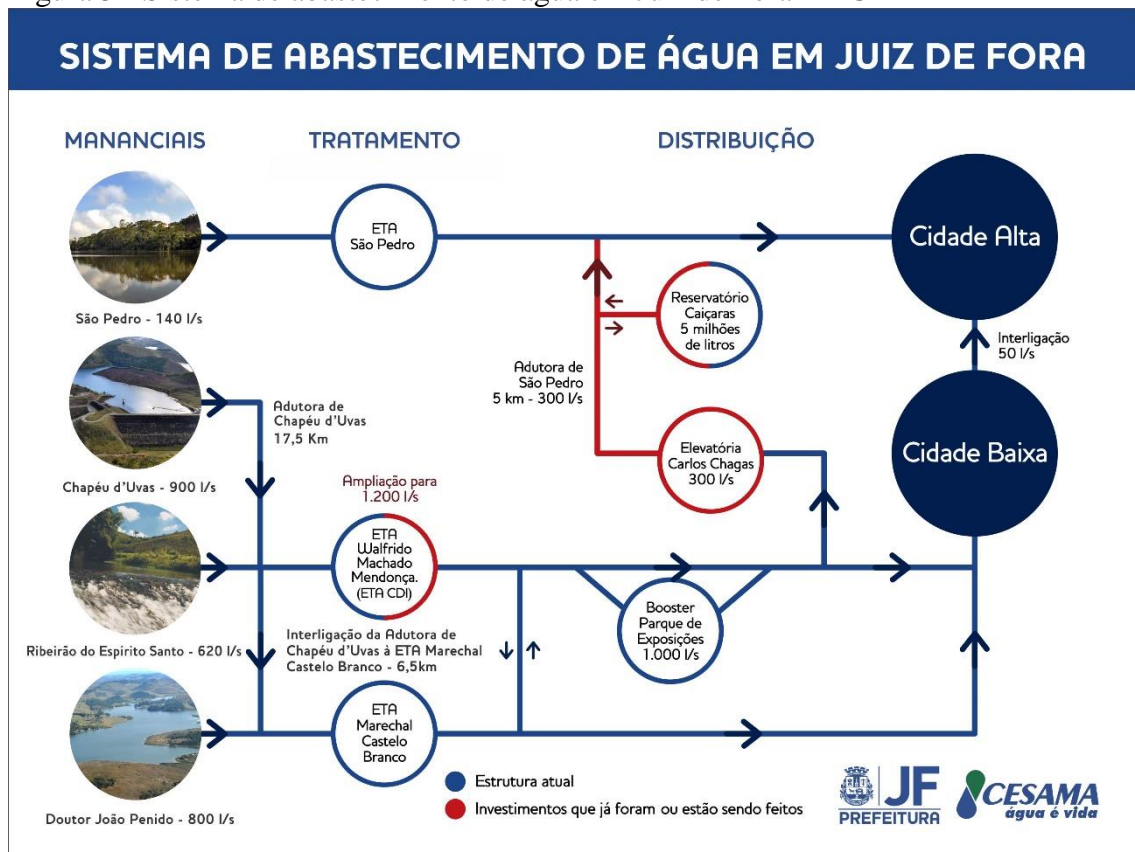 SISTEMA DE ABASTECIMENTO DE ÁGUA EM JUIZ DE FORA
MANANCIAIS
TRATAMENTO
DISTRIBUIÇÃO
ETA
São Pedro
Cidade Alta
São Pedro - 140 l/s
Reservatório
Caiçaras
5 milhões
de litros
Interligação
50 l/s
Adutora de
São Pedro
5 km - 300 l/s
Adutora de
Chapéu d'Uvas
17,5 Km
Chapéu d'Uvas - 900 l/s
Elevatória
Carlos Chagas
300 l/s
Cidade Baixa
Ampliação para
1.200 l/s
ETA
Walfrido
Machado
Mendonça.
(ETA CDI)
Ribeirão do Espírito Santo - 620 l/s
Interligação da Adutora de
Chapéu d'Uvas à ETA Marechal
Castelo Branco - 6,5km
Booster
Parque de
Exposições
1.000 l/s
ETA
Marechal
Castelo
Branco
Doutor João Penido - 800 l/s
Estrutura atual
Investimentos que já foram ou estão sendo feitos
JF
PREFEITURA
CESAMA
água é vida